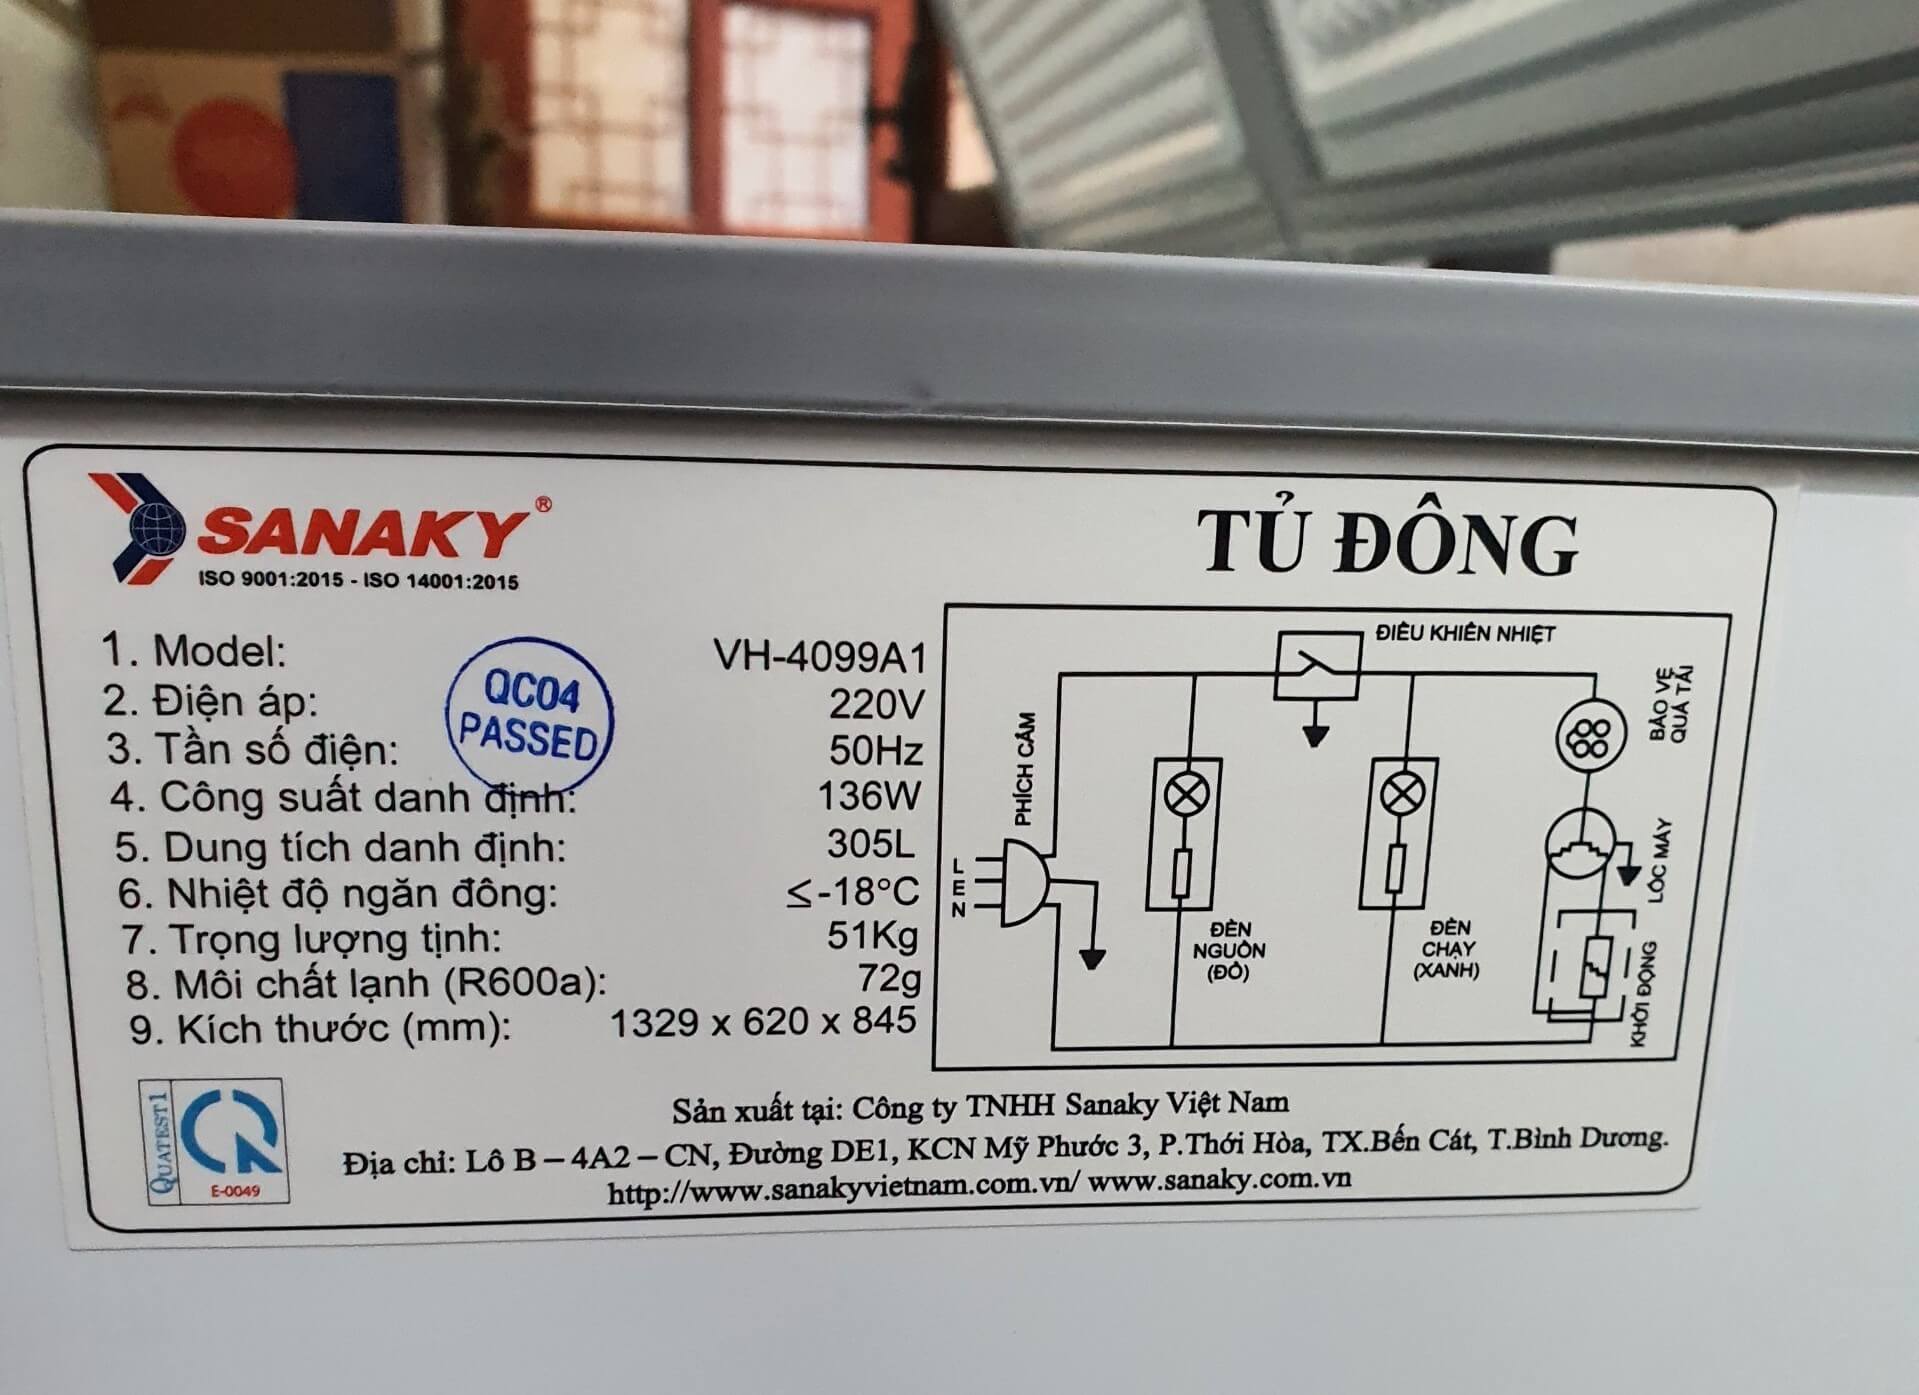 SANAKY®
ISO 9001:2015 - ISO 14001:2015
TỦ ĐÔNG
1. Model: VH-4099A1
2. Điện áp: 220V
3. Tần số điện: 50Hz
4. Công suất danh định: 136W
5. Dung tích danh định: 305L
6. Nhiệt độ ngăn đông: ≤-18°C
7. Trọng lượng tịnh: 51Kg
8. Môi chất lạnh (R600a): 72g
9. Kích thước (mm): 1329 x 620 x 845
QC04
PASSED
ĐIỀU KHIỂN NHIỆT
BẢO VỆ
QUÁ TẢI
PHÍCH CẮM
L
E
N
LỐC MÁY
ĐÈN
NGUỒN
(ĐỎ)
ĐÈN
CHẠY
(XANH)
KHỞI ĐỘNG
QUATEST1
E-0049
Sản xuất tại: Công ty TNHH Sanaky Việt Nam
Địa chỉ: Lô B – 4A2 – CN, Đường DE1, KCN Mỹ Phước 3, P.Thới Hòa, TX.Bến Cát, T.Bình Dương.
http://www.sanakyvietnam.com.vn/ www.sanaky.com.vn